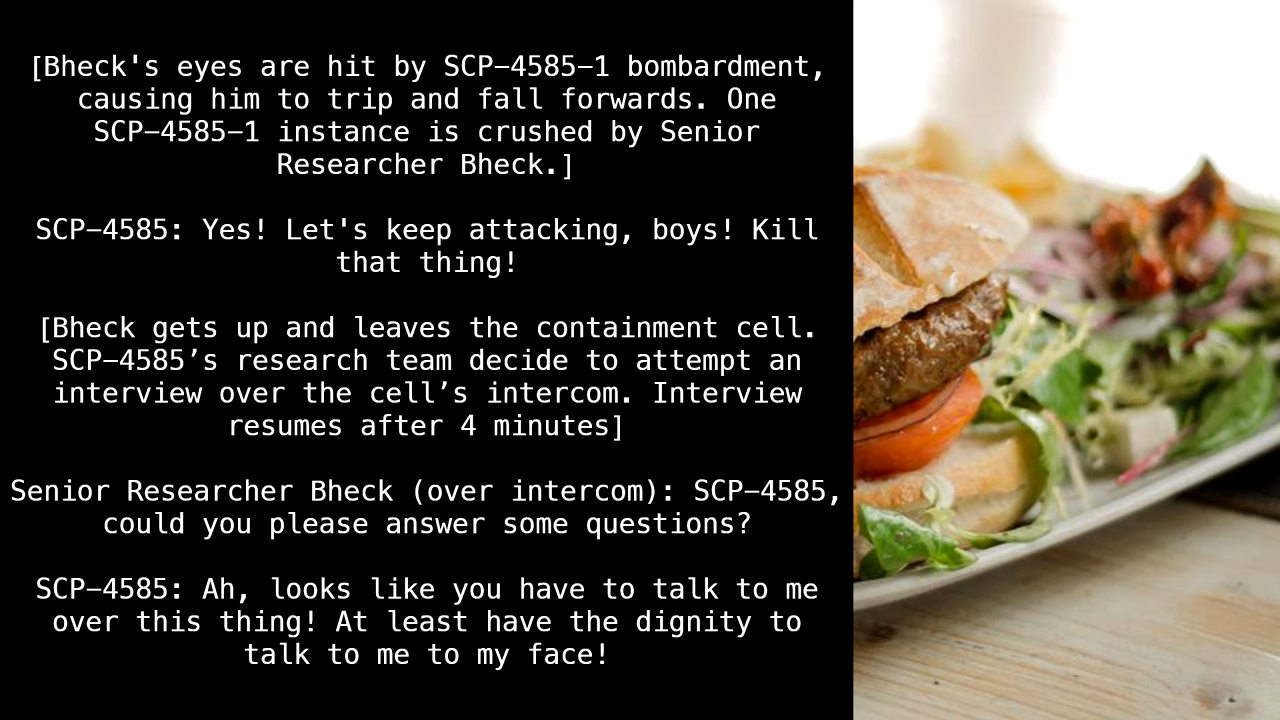 [Bheck's eyes are hit by SCP–4585–1 bombardment,
causing him to trip and fall forwards. One
SCP–4585–1 instance is crushed by Senior
Researcher Bheck.]
SCP–4585: Yes! Let's keep attacking, boys! Kill
that thing!
[Bheck gets up and leaves the containment cell.
SCP–4585’s research team decide to attempt an
interview over the cell’s intercom. Interview
resumes after 4 minutes]
Senior Researcher Bheck (over intercom): SCP–4585,
could you please answer some questions?
SCP–4585: Ah, looks like you have to talk to me
over this thing! At least have the dignity to
talk to me to my face!